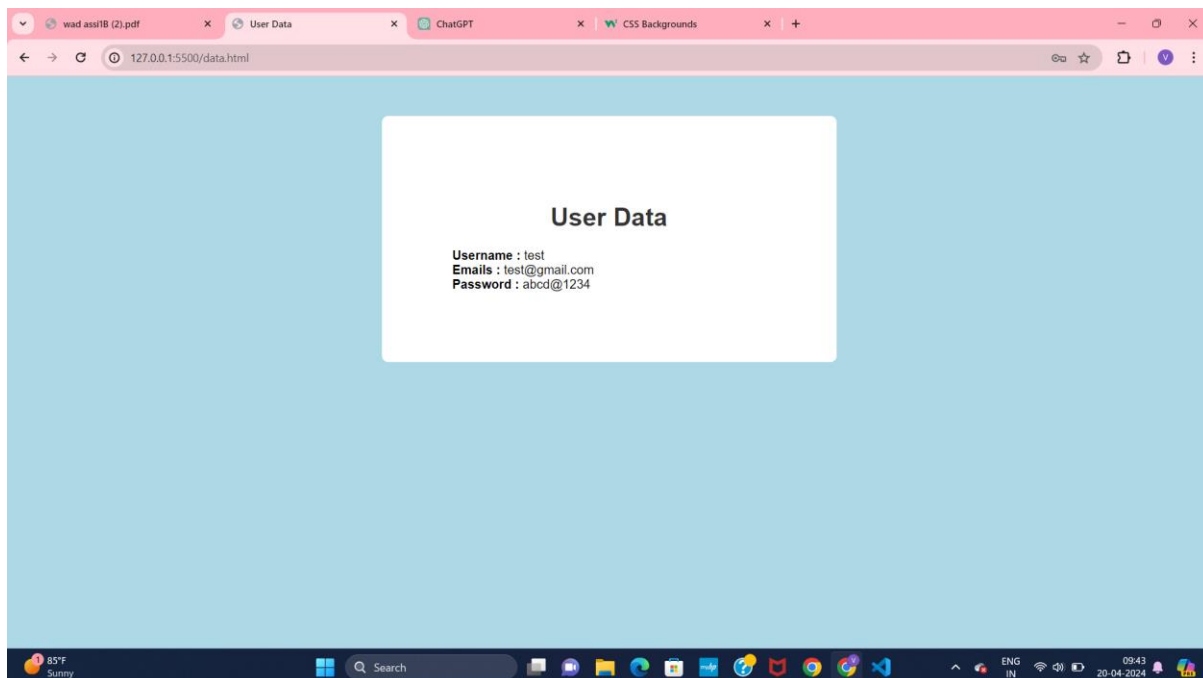 wad assi1B (2).pdf
User Data
ChatGPT
CSS Backgrounds
127.0.0.1:5500/data.html
V
User Data
Username : test
Emails : test@gmail.com
Password : abcd@1234
1
85°F
Sunny
Search
ENG
IN
09:43
20-04-2024